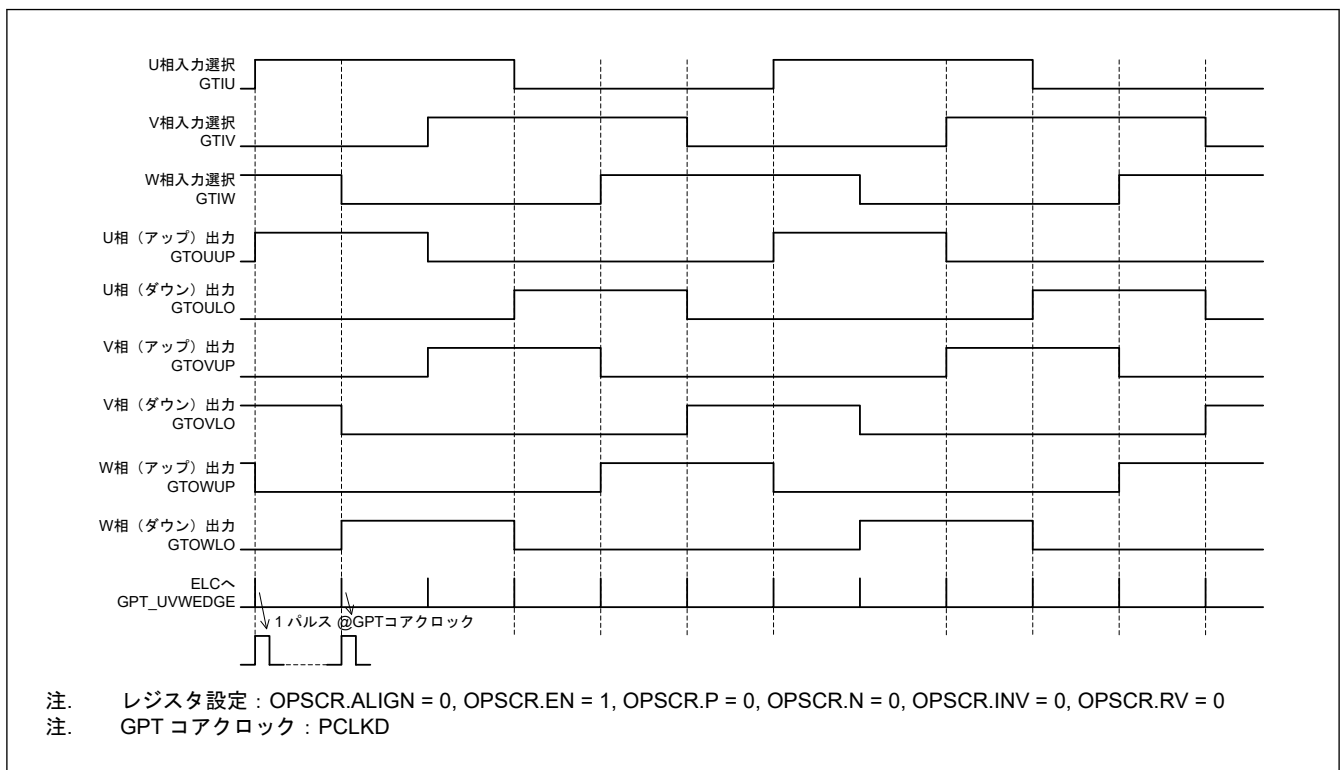 U相入力選択
GTIU
V相入力選択
GTIV
W相入力選択
GTIW
U相（アップ）出力
GTOUUP
U相（ダウン）出力
GTOULO
V相（アップ）出力
GTOVUP
V相（ダウン）出力
GTOVLO
W相（アップ）出力
GTOWUP
W相（ダウン）出力
GTOWLO
ELCへ
GPT_UVWEDGE
1 パルス @GPTコアクロック
注. レジスタ設定：OPSCR.ALIGN = 0, OPSCR.EN = 1, OPSCR.P = 0, OPSCR.N = 0, OPSCR.INV = 0, OPSCR.RV = 0
注. GPT コアクロック：PCLKD